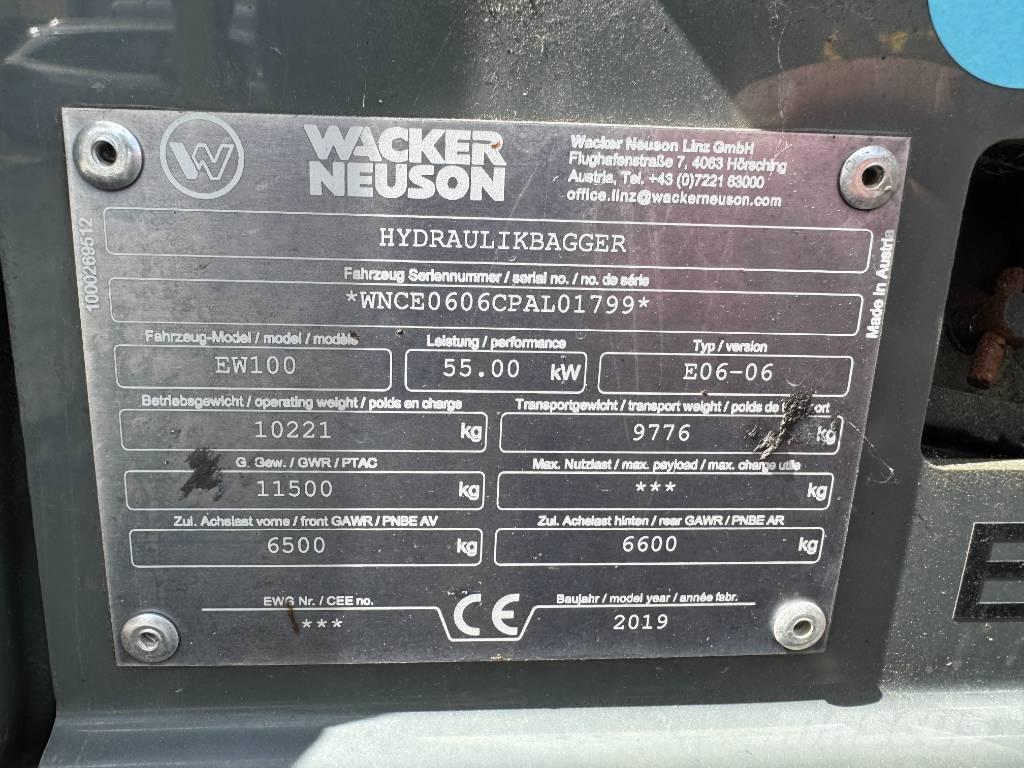 WACKER
NEUSON
Wacker Neuson Linz GmbH
Flughafenstraße 7, 4063 Hörsching
Austria, Tel. +43 (0)7221 63000
office.linz@wackerneuson.com
HYDRAULIKBAGGER
Fahrzeug Seriennummer / serial no. / no. de série
*WNCE0606CPAL01799*
Fahrzeug-Model / model / modèle
Leistung / performance
Typ / version
EW100
55.00 kW
E06-06
Betriebsgewicht / operating weight / poids en charge
Transportgewicht / transport weight / poids de
10221 kg
9776 kg
G. Gew. / GWR / PTAC
Max. Nutzlast / max. payload / max. charge utile
11500 kg
*** kg
Zul. Achslast vorne / front GAWR / PNBE AV
Zul. Achslast hinten / rear GAWR / PNBE AR
6500 kg
6600 kg
EWG Nr. / CEE no.
CE
Baujahr / model year / année fabr.
***
2019
1000269512
Made in Austria